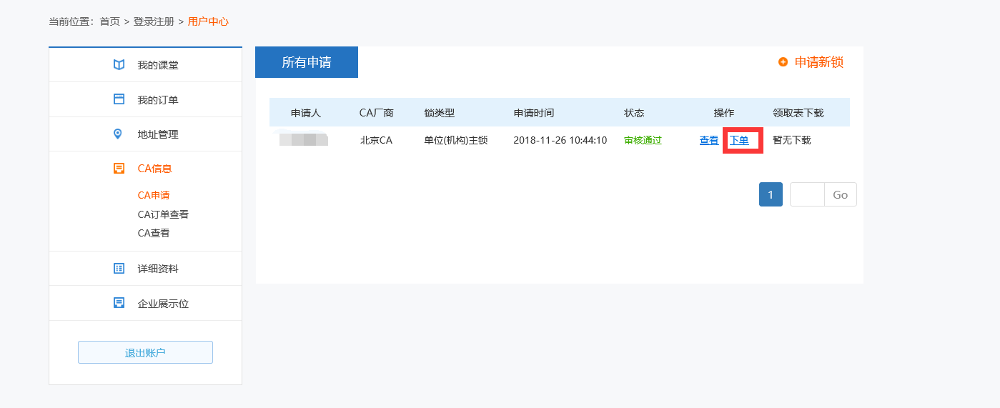 当前位置：首页 > 登录注册 > 用户中心
我的课堂
我的订单
地址管理
CA信息
CA申请
CA订单查看
CA查看
详细资料
企业展示位
退出账户
所有申请
申请新锁
申请人 CA厂商 锁类型 申请时间 状态 操作 领取表下载
北京CA 单位(机构)主锁 2018-11-26 10:44:10 审核通过 查看 下单 暂无下载
1 Go